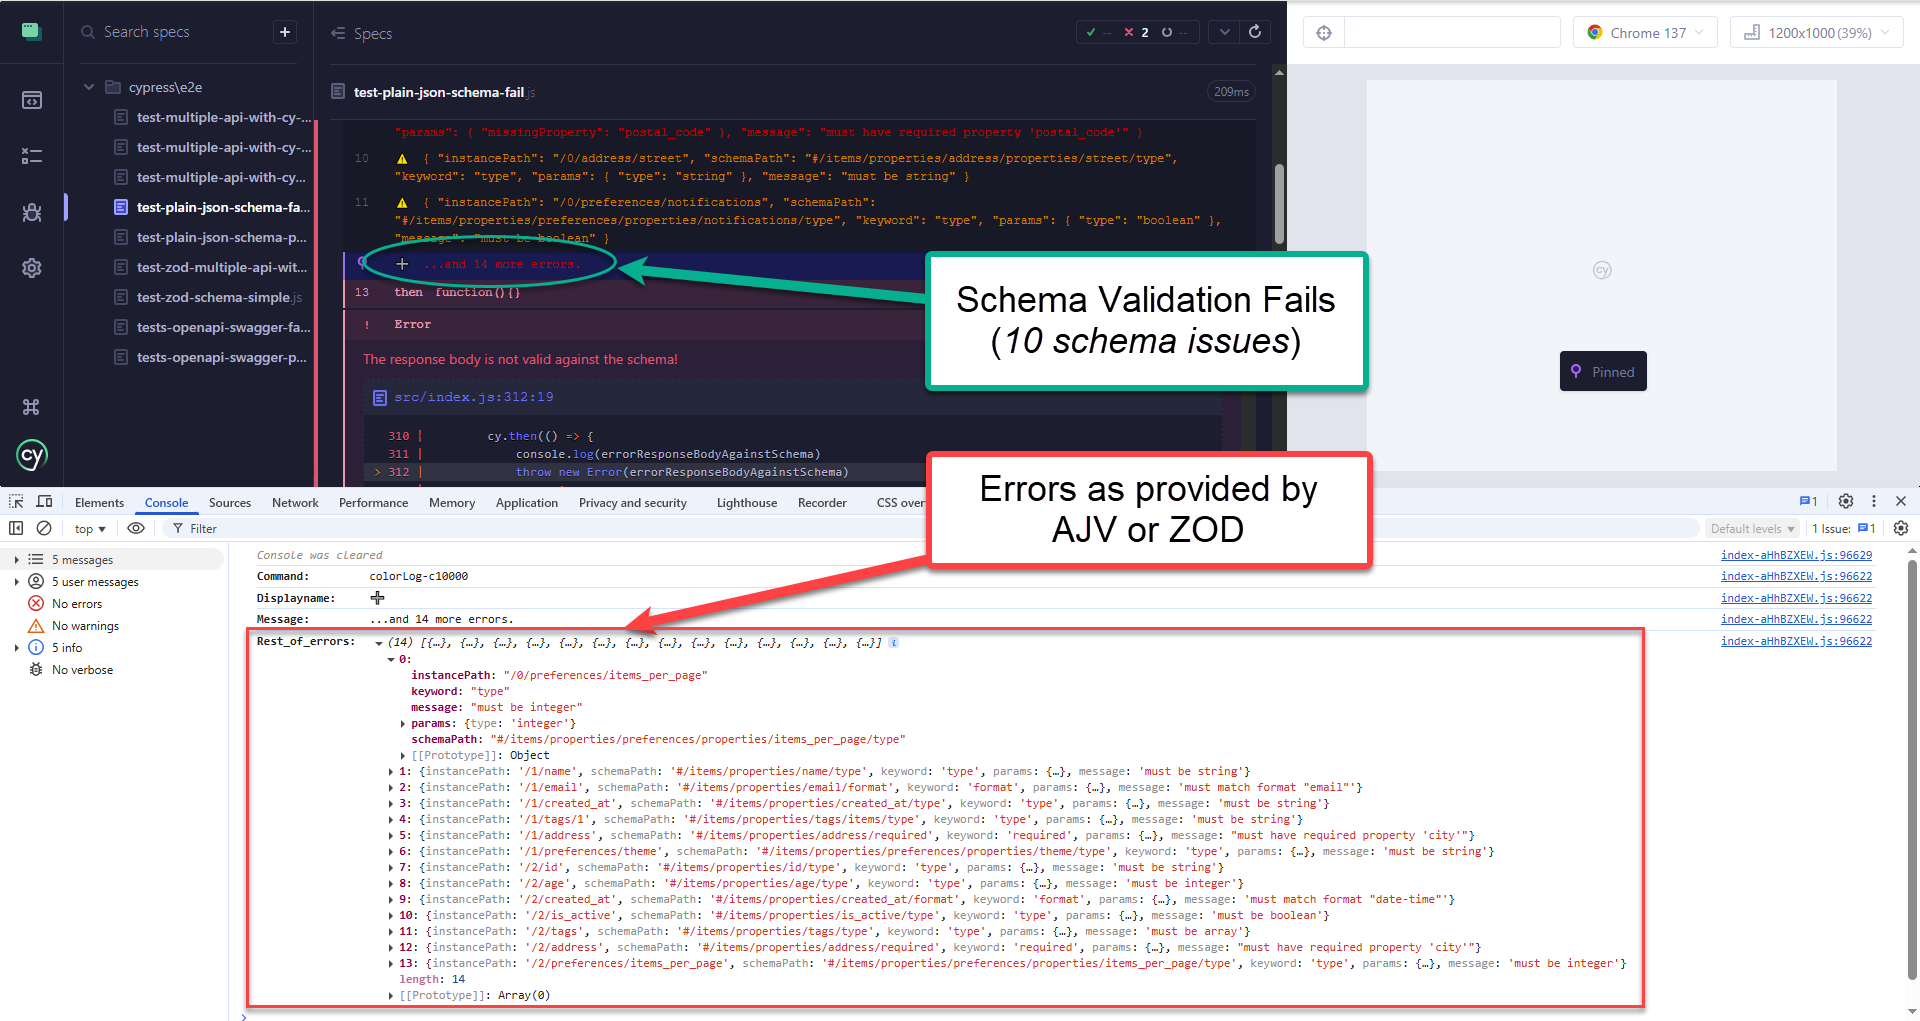 Search specs
+
Specs
--
2
--
Chrome 137
1200x1000 (39%)
cypress\e2e
test-multiple-api-with-cy-...
test-multiple-api-with-cy-...
test-multiple-api-with-cy...
test-plain-json-schema-fa...
test-plain-json-schema-p...
test-zod-multiple-api-wit...
test-zod-schema-simple.js
tests-openapi-swagger-fa...
tests-openapi-swagger-p...
cy
test-plain-json-schema-fail.js
209ms
"params": { "missingProperty": "postal_code" }, "message": "must have required property 'postal_code'" }
10 { "instancePath": "/0/address/street", "schemaPath": "#/items/properties/address/properties/street/type",
"keyword": "type", "params": { "type": "string" }, "message": "must be string" }
11 { "instancePath": "/0/preferences/notifications", "schemaPath":
"#/items/properties/preferences/properties/notifications/type", "keyword": "type", "params": { "type": "boolean" },
"message": "must be boolean" }
...and 14 more errors.
13 then function(){}
! Error
The response body is not valid against the schema!
src/index.js:312:19
310 | cy.then(() => {
311 | console.log(errorResponseBodyAgainstSchema)
> 312 | throw new Error(errorResponseBodyAgainstSchema)
cy
Pinned
Schema Validation Fails
(10 schema issues)
Errors as provided by
AJV or ZOD
Elements Console Sources Network Performance Memory Application Privacy and security Lighthouse Recorder CSS over
1
top
Filter
Default levels
1 Issue: 1
5 messages
5 user messages
No errors
No warnings
5 info
No verbose
Console was cleared index-aHhBZXEW.js:96629
Command: colorLog-c10000 index-aHhBZXEW.js:96622
Displayname: index-aHhBZXEW.js:96622
Message: ...and 14 more errors. index-aHhBZXEW.js:96622
Rest_of_errors: (14) [{…}, {…}, {…}, {…}, {…}, {…}, {…}, {…}, {…}, {…}, {…}, {…}, {…}, {…}] i index-aHhBZXEW.js:96622
0:
instancePath: "/0/preferences/items_per_page"
keyword: "type"
message: "must be integer"
params: {type: 'integer'}
schemaPath: "#/items/properties/preferences/properties/items_per_page/type"
[[Prototype]]: Object
1: {instancePath: '/1/name', schemaPath: '#/items/properties/name/type', keyword: 'type', params: {…}, message: 'must be string'}
2: {instancePath: '/1/email', schemaPath: '#/items/properties/email/format', keyword: 'format', params: {…}, message: 'must match format "email"'}
3: {instancePath: '/1/created_at', schemaPath: '#/items/properties/created_at/type', keyword: 'type', params: {…}, message: 'must be string'}
4: {instancePath: '/1/tags/1', schemaPath: '#/items/properties/tags/items/type', keyword: 'type', params: {…}, message: 'must be string'}
5: {instancePath: '/1/address', schemaPath: '#/items/properties/address/required', keyword: 'required', params: {…}, message: "must have required property 'city'"}
6: {instancePath: '/1/preferences/theme', schemaPath: '#/items/properties/preferences/properties/theme/type', keyword: 'type', params: {…}, message: 'must be string'}
7: {instancePath: '/2/id', schemaPath: '#/items/properties/id/type', keyword: 'type', params: {…}, message: 'must be string'}
8: {instancePath: '/2/age', schemaPath: '#/items/properties/age/type', keyword: 'type', params: {…}, message: 'must be integer'}
9: {instancePath: '/2/created_at', schemaPath: '#/items/properties/created_at/format', keyword: 'format', params: {…}, message: 'must match format "date-time"'}
10: {instancePath: '/2/is_active', schemaPath: '#/items/properties/is_active/type', keyword: 'type', params: {…}, message: 'must be boolean'}
11: {instancePath: '/2/tags', schemaPath: '#/items/properties/tags/type', keyword: 'type', params: {…}, message: 'must be array'}
12: {instancePath: '/2/address', schemaPath: '#/items/properties/address/required', keyword: 'required', params: {…}, message: "must have required property 'city'"}
13: {instancePath: '/2/preferences/items_per_page', schemaPath: '#/items/properties/preferences/properties/items_per_page/type', keyword: 'type', params: {…}, message: 'must be integer'}
length: 14
[[Prototype]]: Array(0)